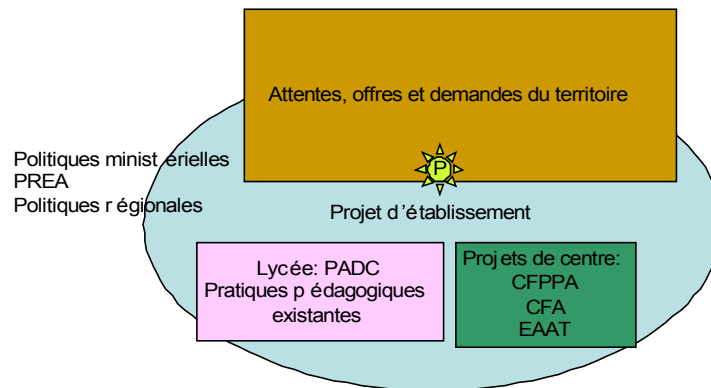 Attentes, offres et demandes du territoire
P
Politiques minist érielles
PREA
Politiques r égionales
Projet d'établissement
Lycée: PADC
Pratiques p édagogiques
existantes
Projets de centre:
CFPPA
CFA
EAAT